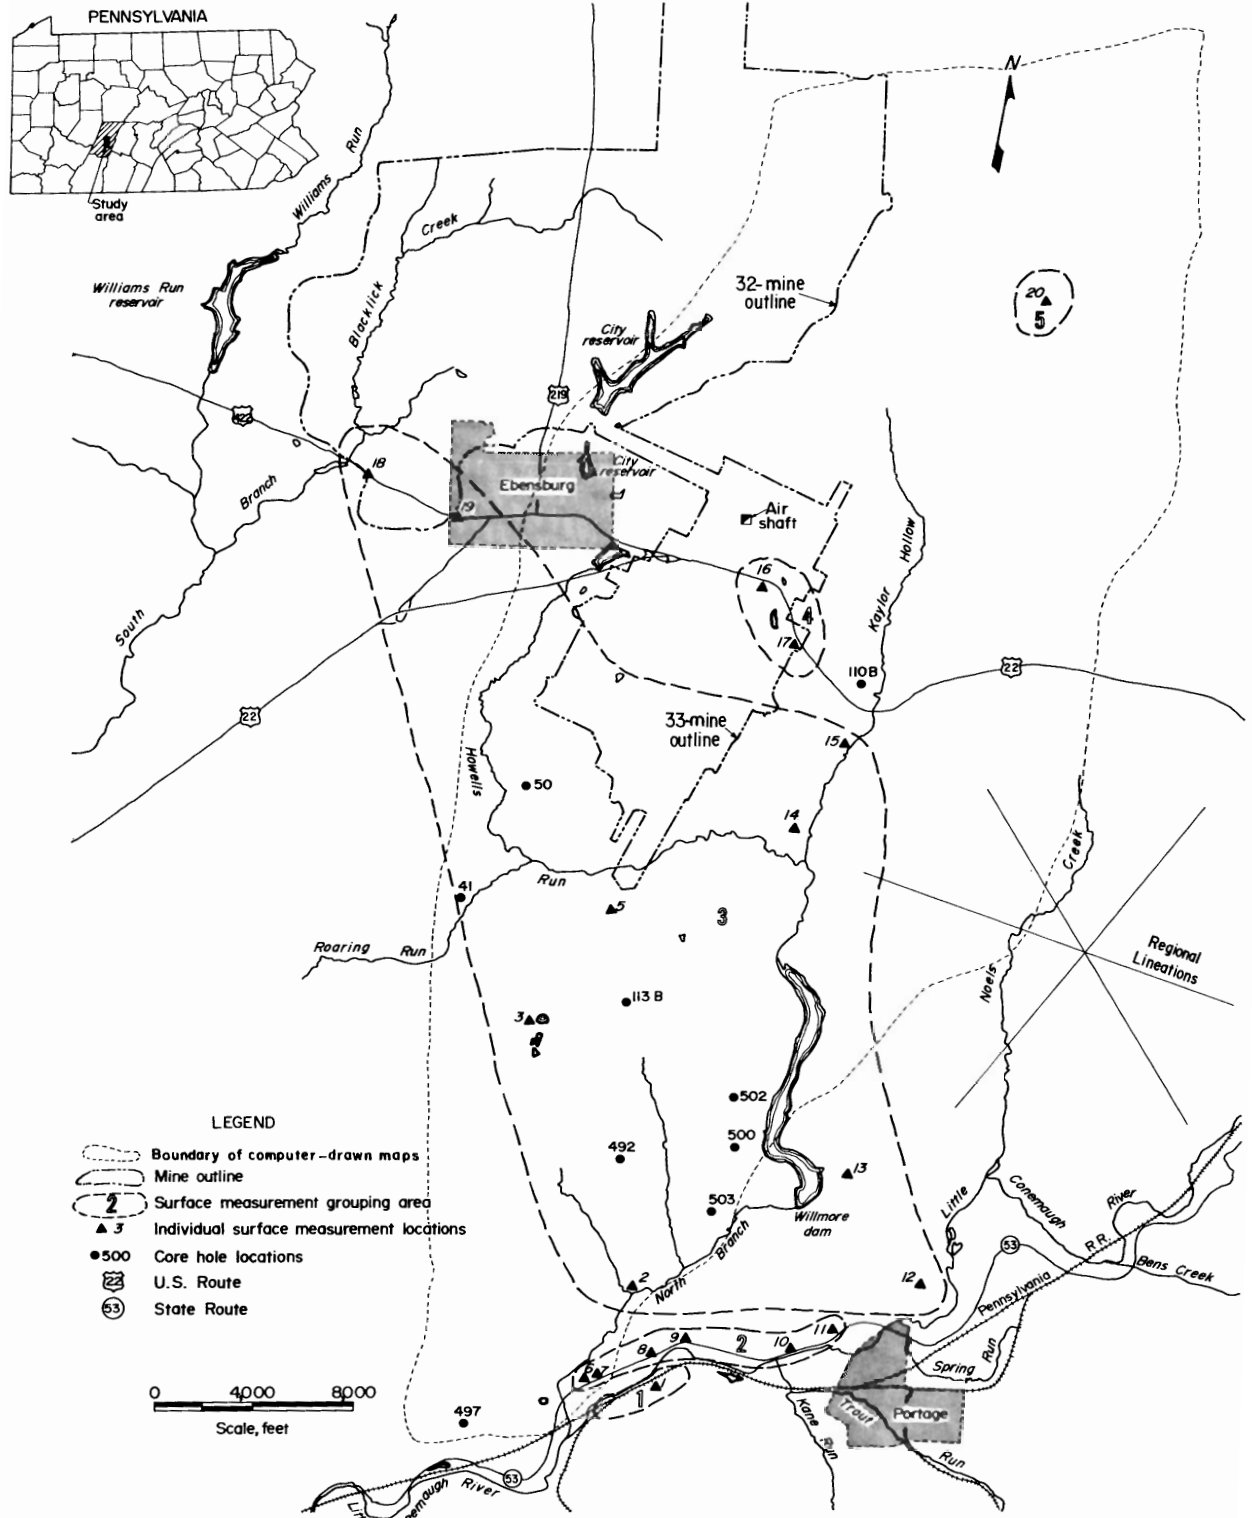 PENNSYLVANIA
Study
area
N
Williams
Run
Williams Run
reservoir
Creek
Blacklick
32-mine
outline
20
5
City
reservoir
219
422
18
City
reservoir
Ebensburg
19
Branch
Air
shaft
Hollow
16
4
Kaylor
17
South
110B
22
22
33-mine
outline
15
Howells
50
14
Creek
Run
41
5
3
Roaring Run
Regional
Lineations
Noels
113 B
3
502
500
492
13
503
Willmore
dam
Branch
Little
Conemaugh
River
LEGEND
Boundary of computer-drawn maps
Mine outline
2 Surface measurement grouping area
3 Individual surface measurement locations
500 Core hole locations
22 U.S. Route
53 State Route
53
R.R.
Bens Creek
2
North
12
Pennsylvania
11
9
2
10
8
7
Spring Run
1
0 4000 8000
Scale, feet
497
Kane Run
Trout
Portage
Run
53
River